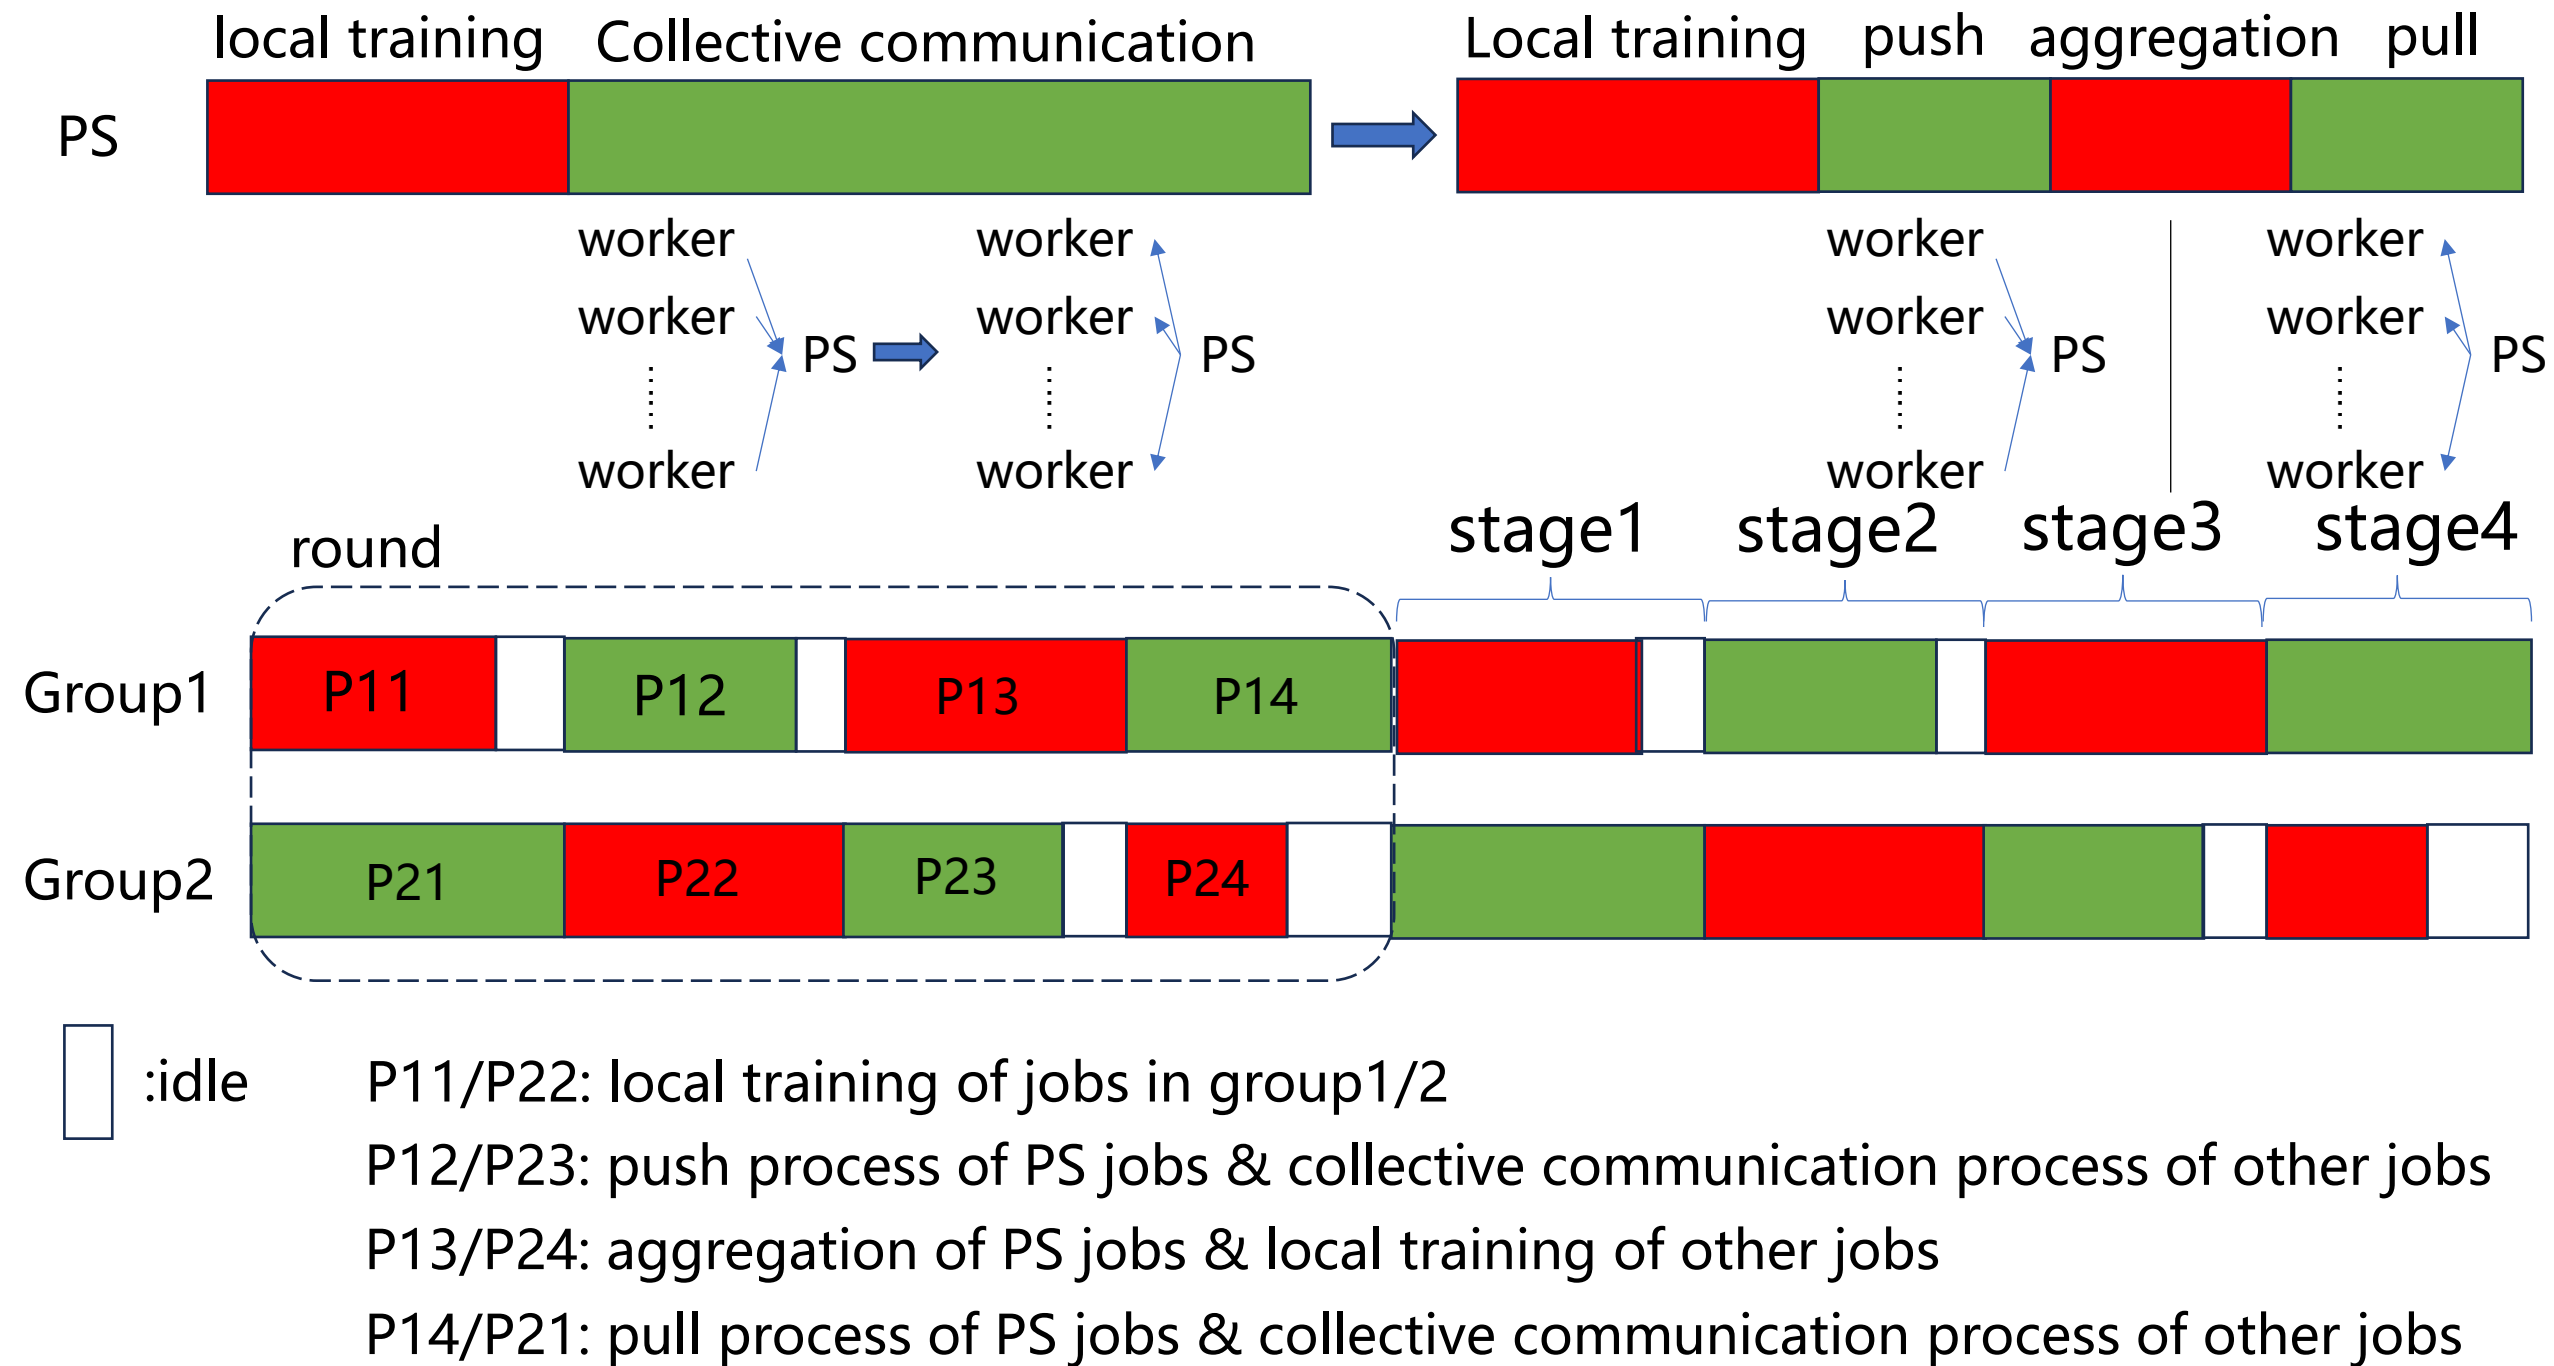 local training Collective communication Local training push aggregation pull
PS
worker worker worker worker
worker worker worker worker
PS PS PS PS
worker worker worker worker
round stage1 stage2 stage3 stage4
Group1 P11 P12 P13 P14
Group2 P21 P22 P23 P24
:idle P11/P22: local training of jobs in group1/2
P12/P23: push process of PS jobs & collective communication process of other jobs
P13/P24: aggregation of PS jobs & local training of other jobs
P14/P21: pull process of PS jobs & collective communication process of other jobs